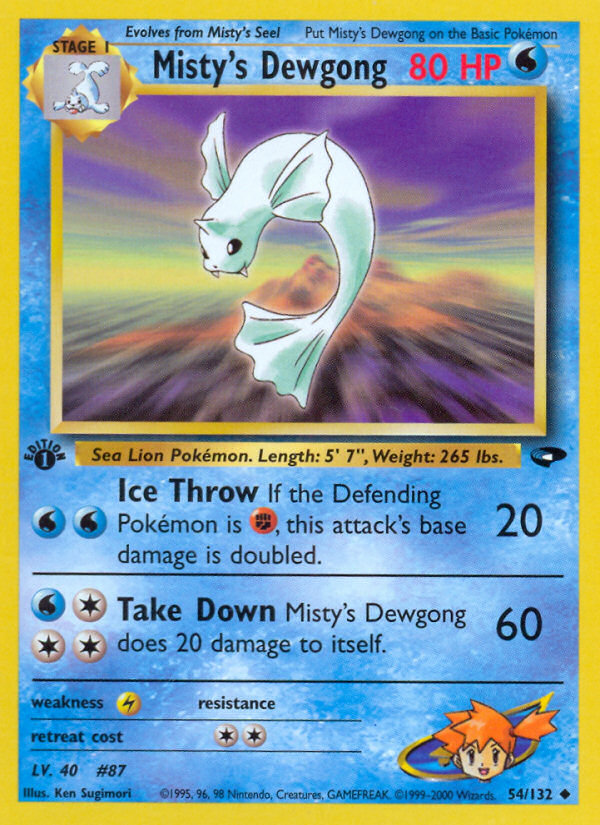 Evolves from Misty's Seel Put Misty's Dewgong on the Basic Pokémon
STAGE 1
Misty's Dewgong 80 HP
EDITION
1
Sea Lion Pokémon. Length: 5' 7", Weight: 265 lbs.
Ice Throw If the Defending
Pokémon is , this attack's base 20
damage is doubled.
Take Down Misty's Dewgong 60
does 20 damage to itself.
weakness resistance
retreat cost
LV. 40 #87
Illus. Ken Sugimori ©1995, 96, 98 Nintendo, Creatures, GAMEFREAK. ©1999-2000 Wizards. 54/132